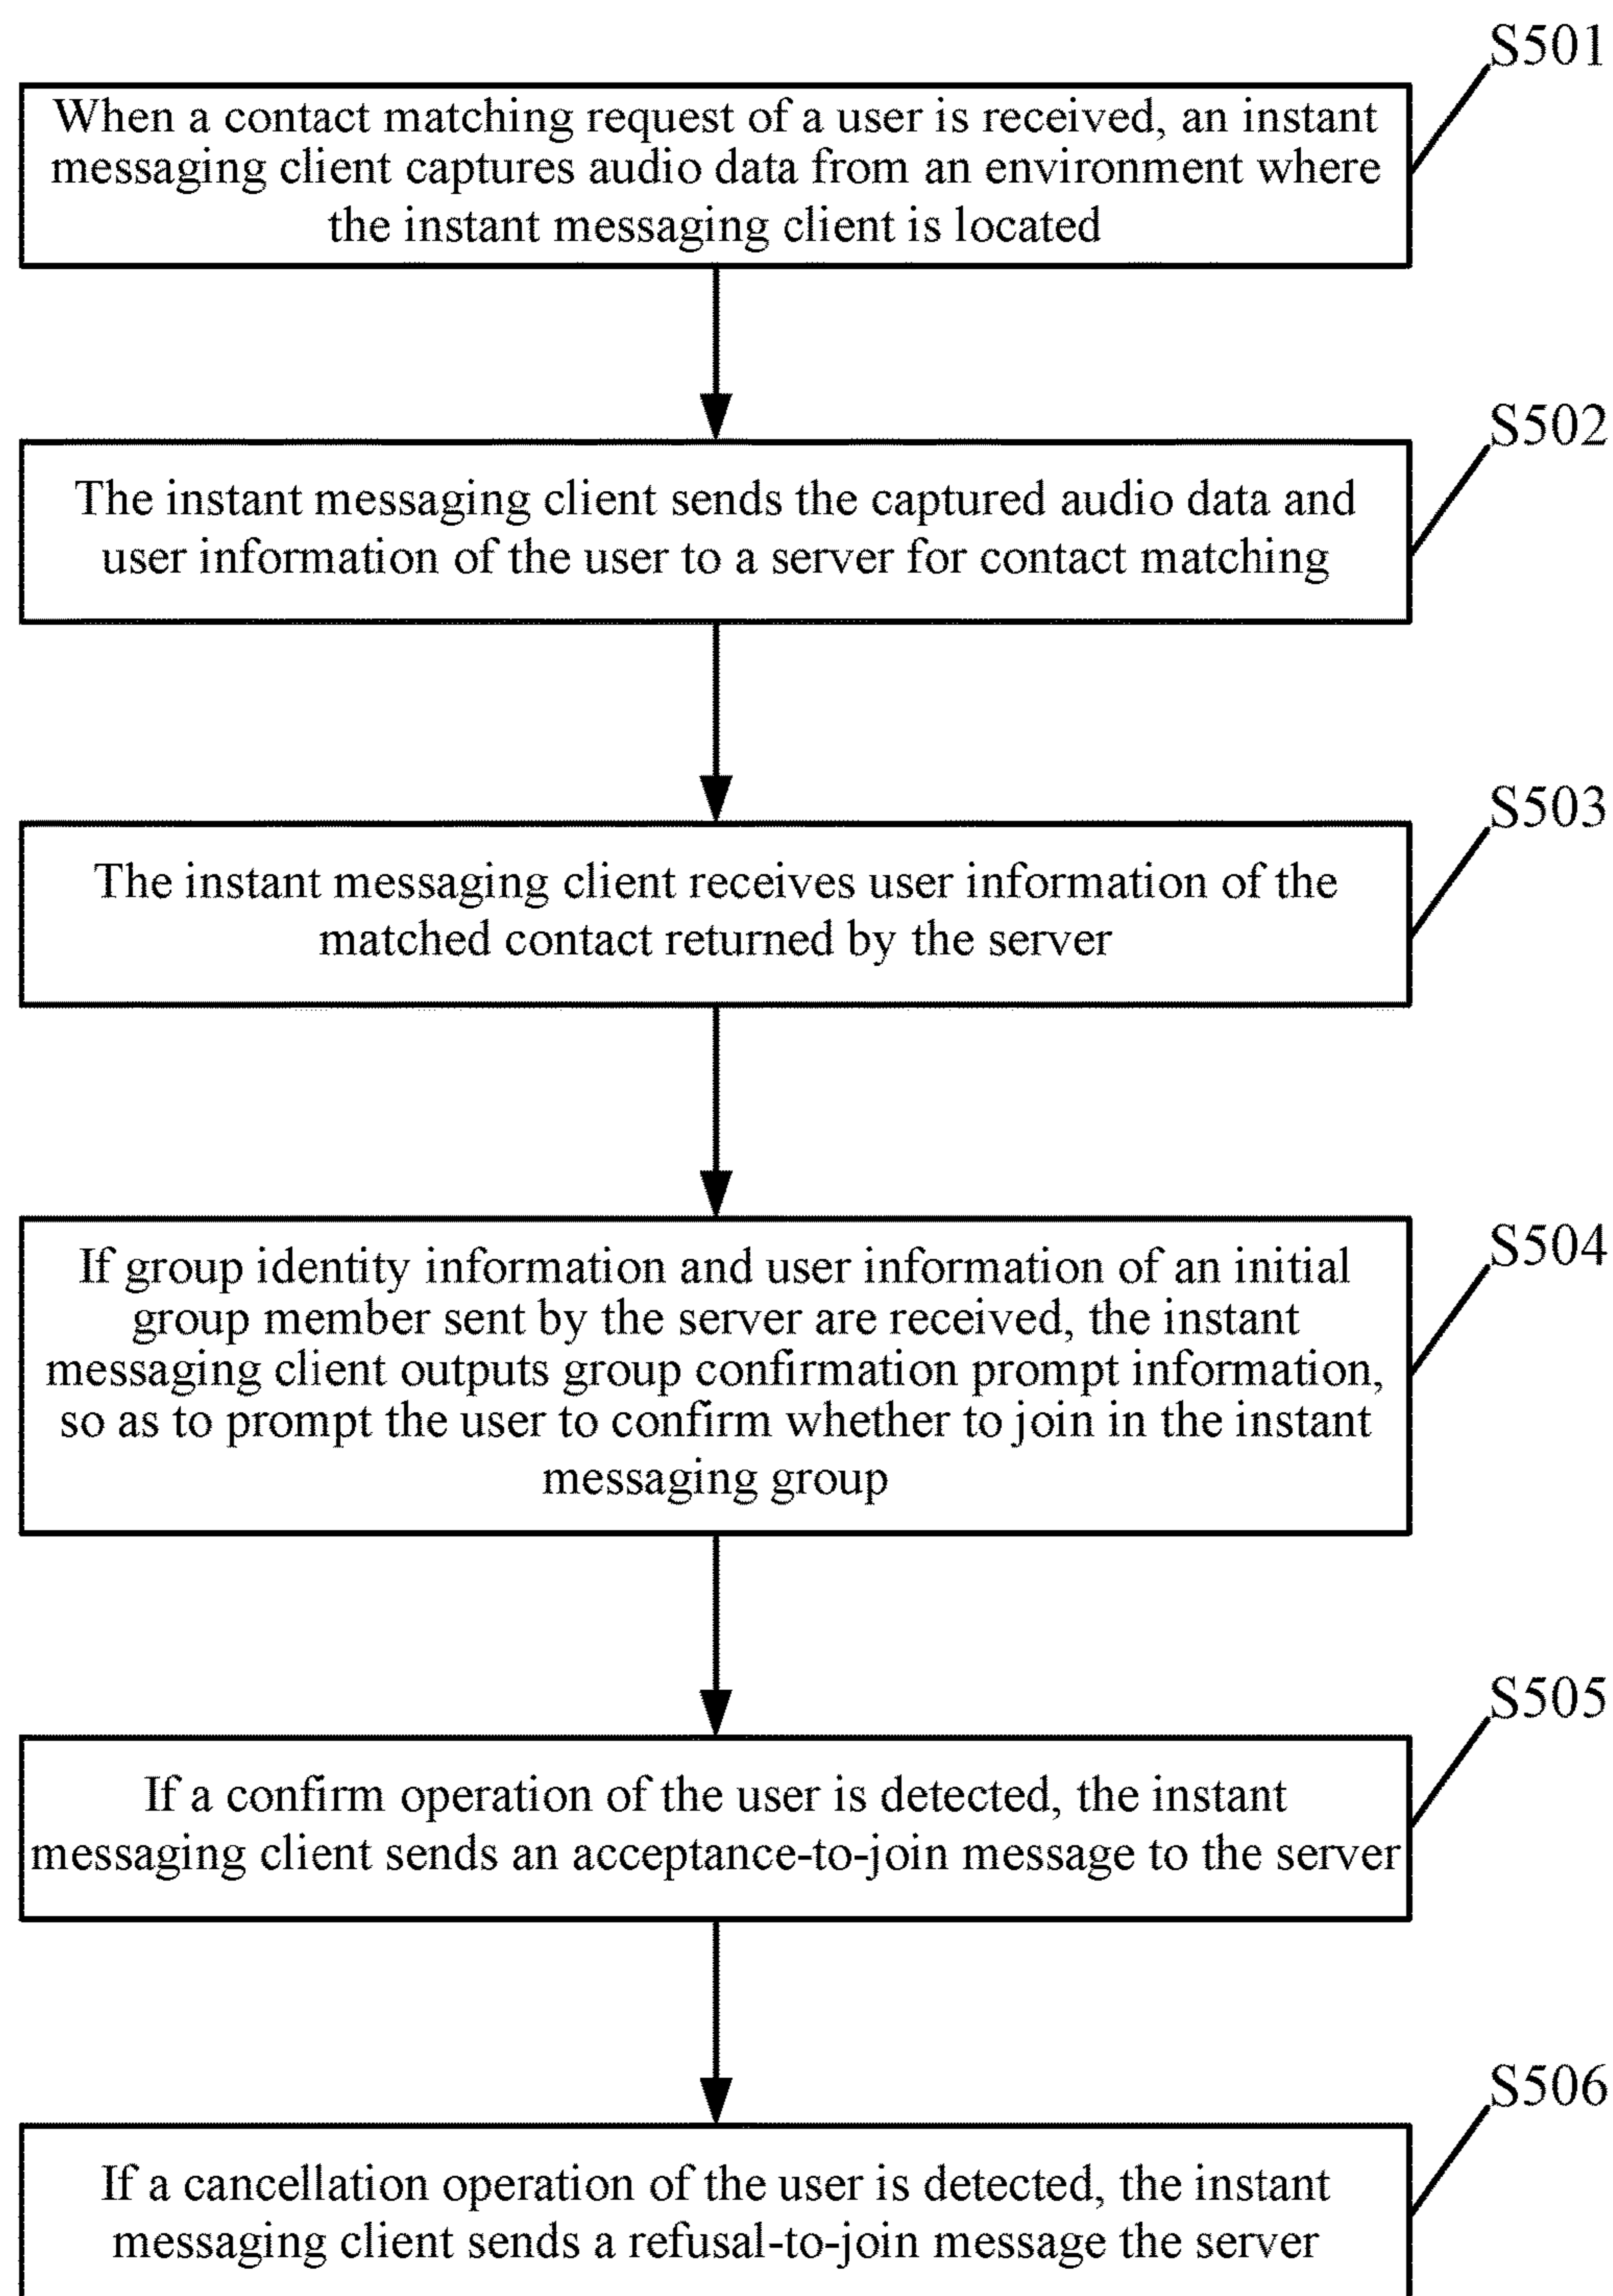 S501
When a contact matching request of a user is received, an instant
messaging client captures audio data from an environment where
the instant messaging client is located
S502
The instant messaging client sends the captured audio data and
user information of the user to a server for contact matching
S503
The instant messaging client receives user information of the
matched contact returned by the server
S504
If group identity information and user information of an initial
group member sent by the server are received, the instant
messaging client outputs group confirmation prompt information,
so as to prompt the user to confirm whether to join in the instant
messaging group
S505
If a confirm operation of the user is detected, the instant
messaging client sends an acceptance-to-join message to the server
S506
If a cancellation operation of the user is detected, the instant
messaging client sends a refusal-to-join message the server